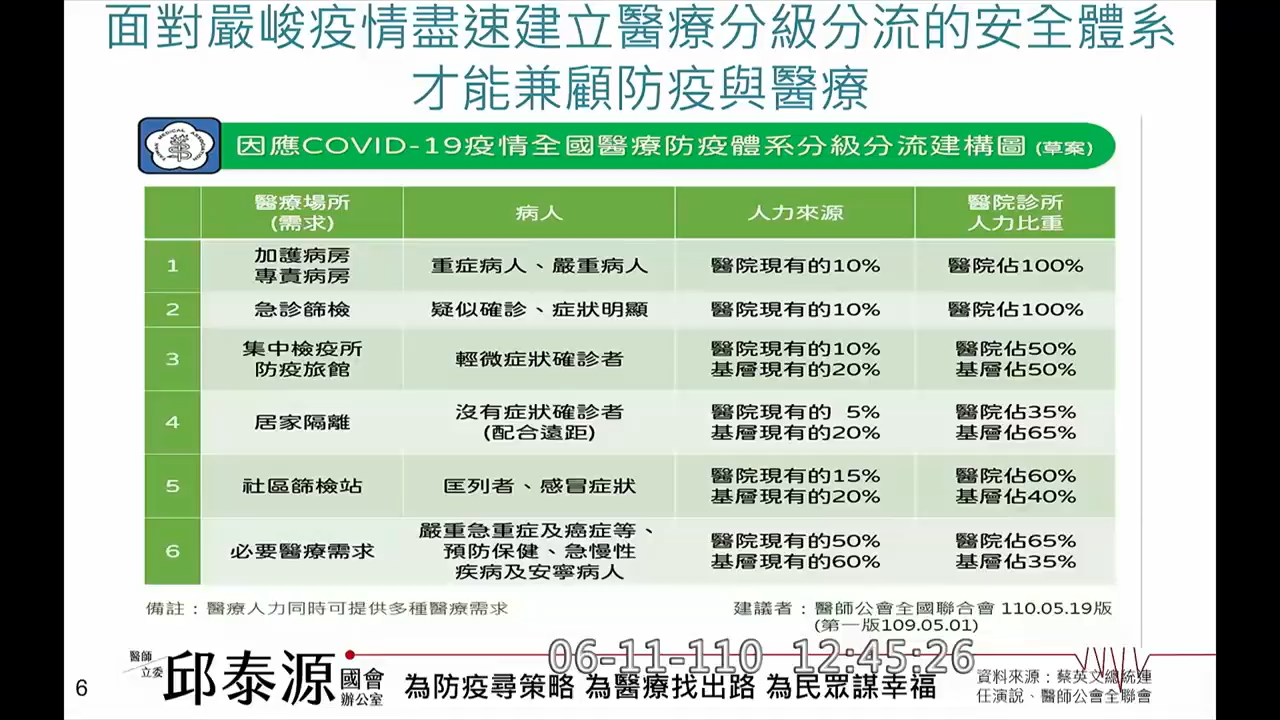 面對嚴峻疫情盡速建立醫療分級分流的安全體系
才能兼顧防疫與醫療
因應COVID-19疫情全國醫療防疫體系分級分流建構圖 (草案)
醫療場所
(需求)
病人
人力來源
醫院診所
人力比重
1
加護病房
專責病房
重症病人、嚴重病人
醫院現有的10%
醫院佔100%
2
急診篩檢
疑似確診、症狀明顯
醫院現有的10%
醫院佔100%
3
集中檢疫所
防疫旅館
輕微症狀確診者
醫院現有的10%
基層現有的20%
醫院佔50%
基層佔50%
4
居家隔離
沒有症狀確診者
(配合遠距)
醫院現有的 5%
基層現有的20%
醫院佔35%
基層佔65%
5
社區篩檢站
匡列者、感冒症狀
醫院現有的15%
基層現有的20%
醫院佔60%
基層佔40%
6
必要醫療需求
嚴重急重症及癌症等、
預防保健、急慢性
疾病及安寧病人
醫院現有的50%
基層現有的60%
醫院佔65%
基層佔35%
備註：醫療人力同時可提供多種醫療需求
建議者：醫師公會全國聯合會 110.05.19版
(第一版109.05.01)
06-11-110 12:45:26
6
醫師
立委
邱泰源
國會
辦公室
為防疫尋策略 為醫療找出路 為民眾謀幸福
資料來源：蔡英文總統連
任演說、醫師公會全聯會